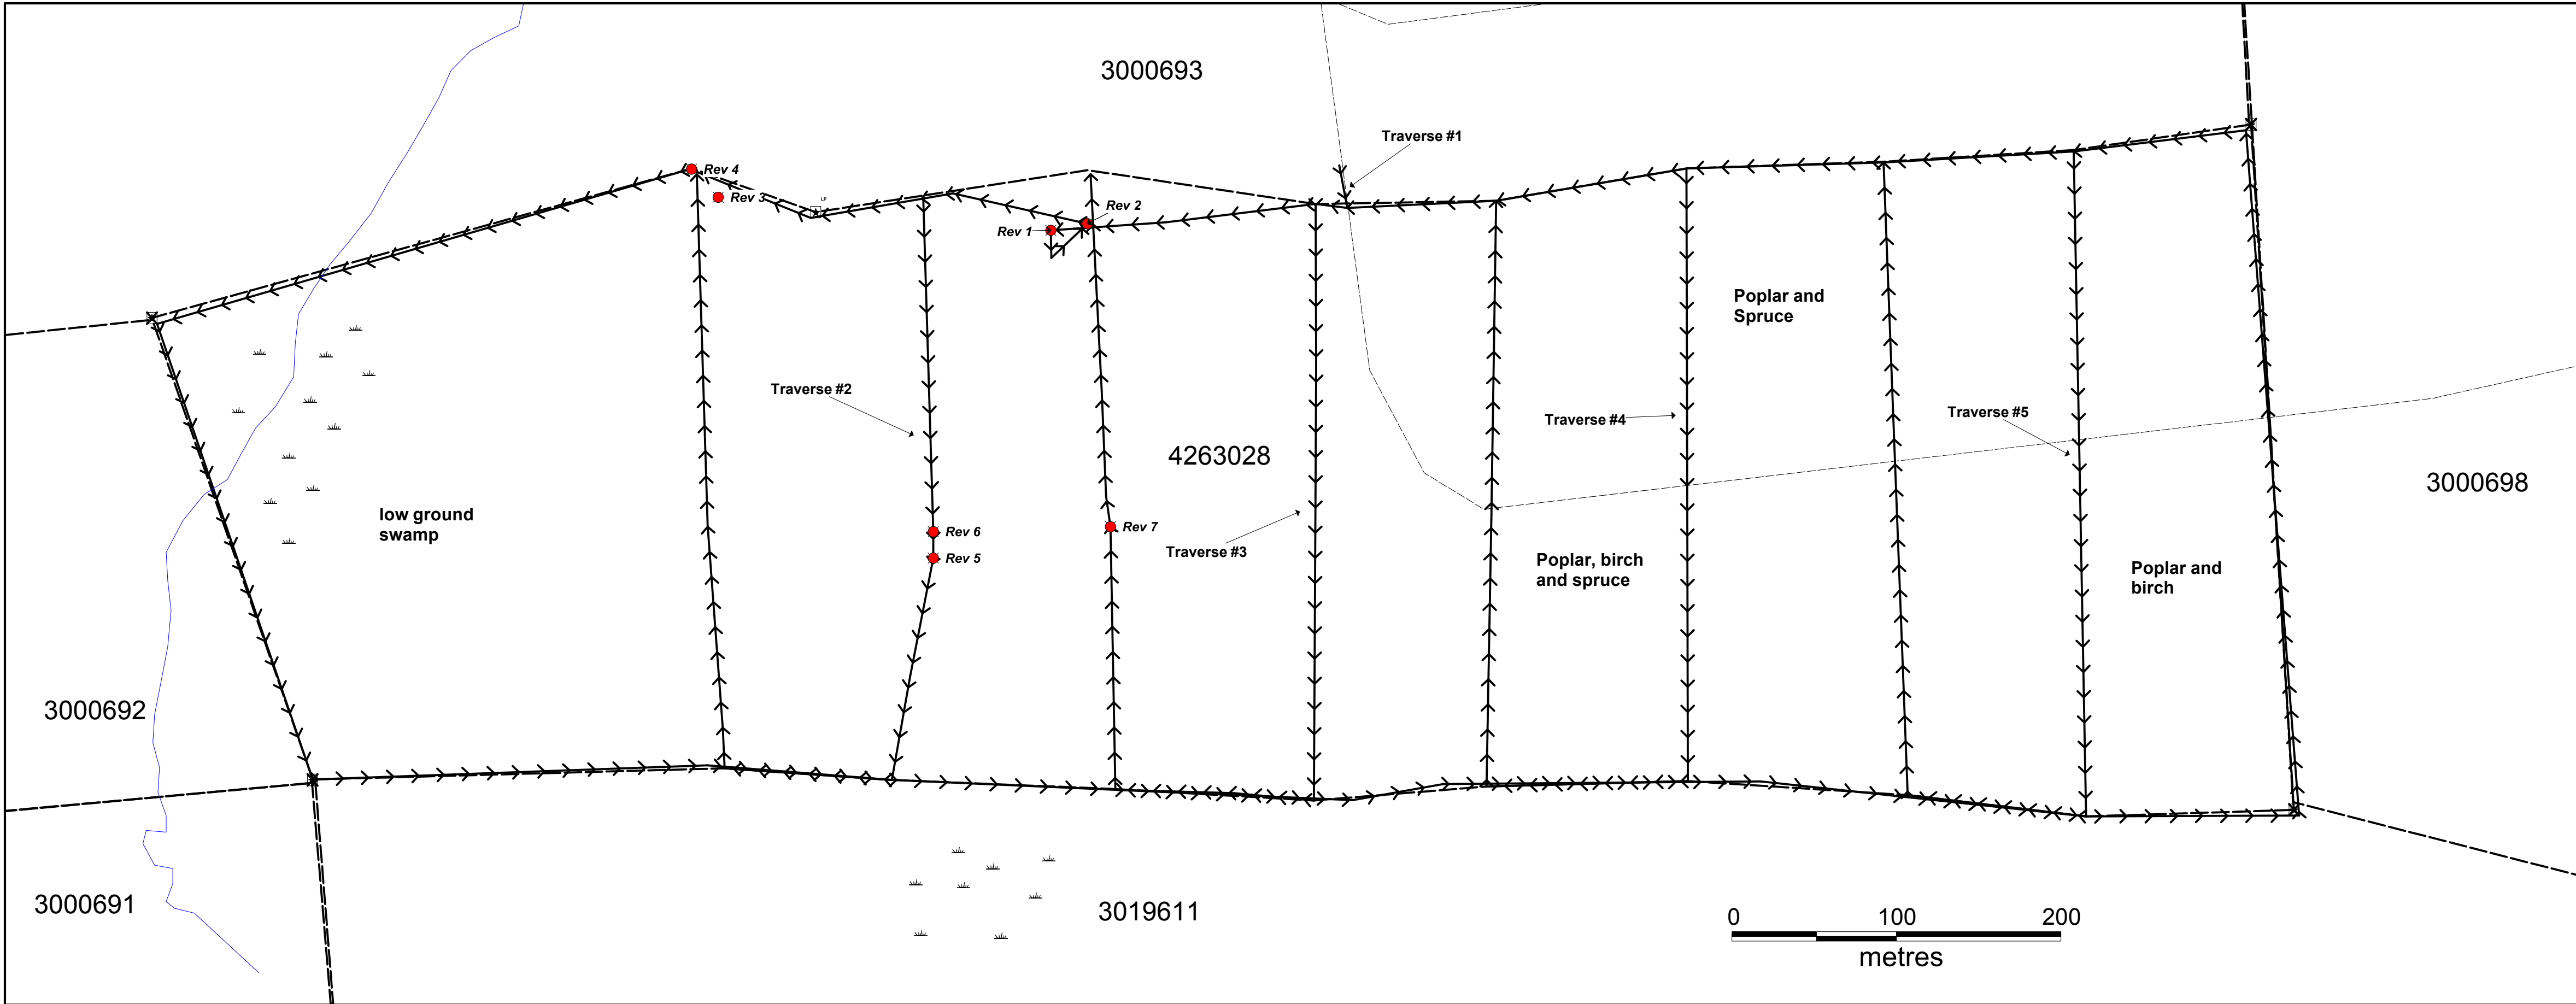 3000693
Traverse #1
Rev 4
Rev 3
LP
Rev 2
Rev 1
Poplar and
Spruce
Traverse #2
Traverse #4
Traverse #5
4263028
3000698
low ground
swamp
Rev 6
Rev 7
Rev 5
Traverse #3
Poplar, birch
and spruce
Poplar and
birch
3000692
3000691
3019611
0 100 200
metres